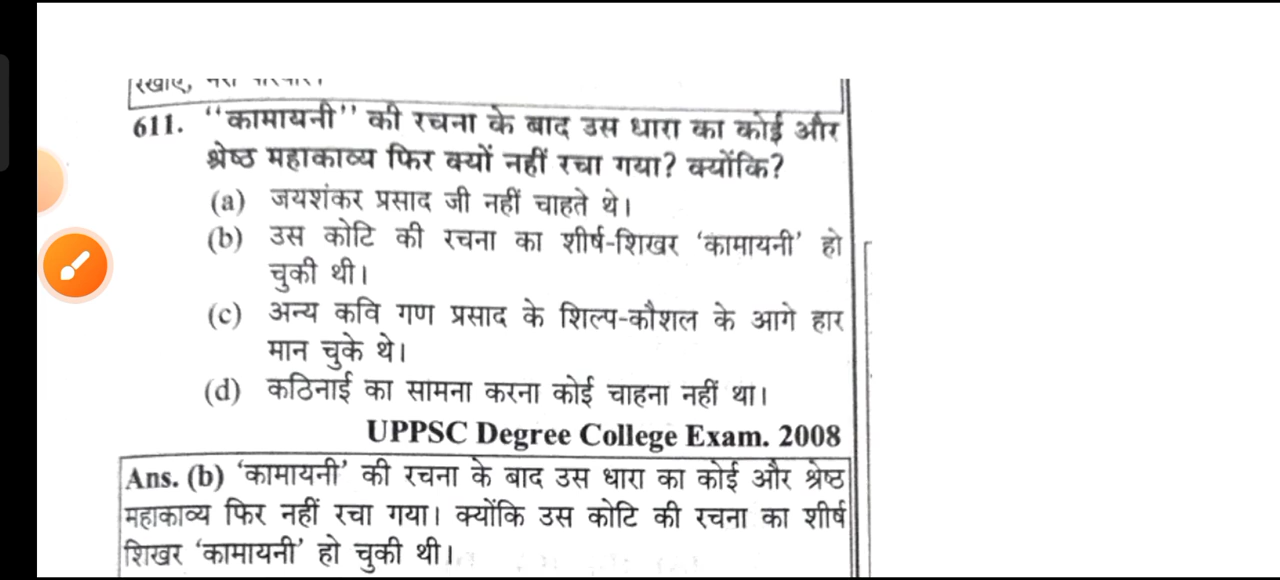 611. ‘‘कामायनी’’ की रचना के बाद उस धारा का कोई और
श्रेष्ठ महाकाव्य फिर क्यों नहीं रचा गया? क्योंकि?
(a) जयशंकर प्रसाद जी नहीं चाहते थे।
(b) उस कोटि की रचना का शीर्ष-शिखर ‘कामायनी’ हो
चुकी थी।
(c) अन्य कवि गण प्रसाद के शिल्प-कौशल के आगे हार
मान चुके थे।
(d) कठिनाई का सामना करना कोई चाहना नहीं था।
UPPSC Degree College Exam. 2008
Ans. (b) ‘कामायनी’ की रचना के बाद उस धारा का कोई और श्रेष्ठ
महाकाव्य फिर नहीं रचा गया। क्योंकि उस कोटि की रचना का शीर्ष
शिखर ‘कामायनी’ हो चुकी थी।